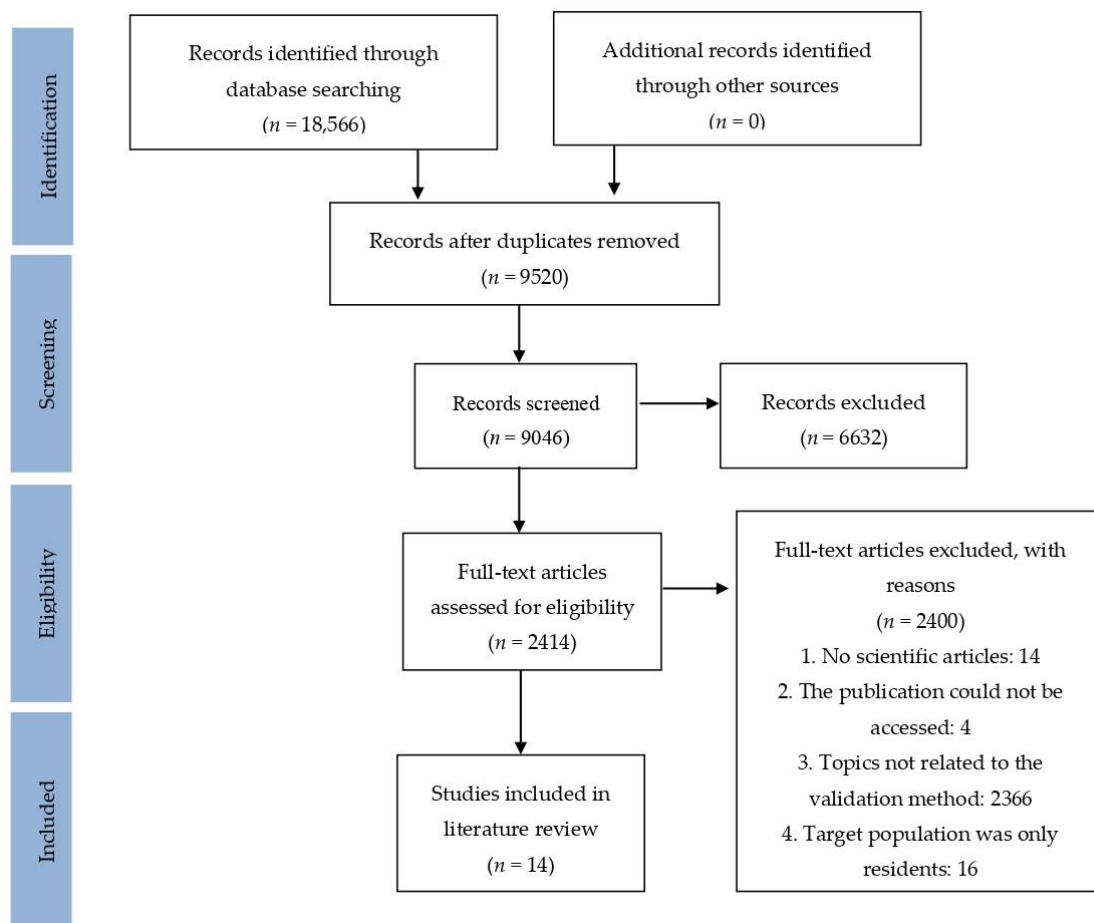 Identification
Records identified through
database searching
(n = 18,566)
Additional records identified
through other sources
(n = 0)
Records after duplicates removed
(n = 9520)
Screening
Records screened
(n = 9046)
Records excluded
(n = 6632)
Eligibility
Full-text articles
assessed for eligibility
(n = 2414)
Full-text articles excluded, with
reasons
(n = 2400)
1. No scientific articles: 14
2. The publication could not be
accessed: 4
3. Topics not related to the
validation method: 2366
4. Target population was only
residents: 16
Included
Studies included in
literature review
(n = 14)